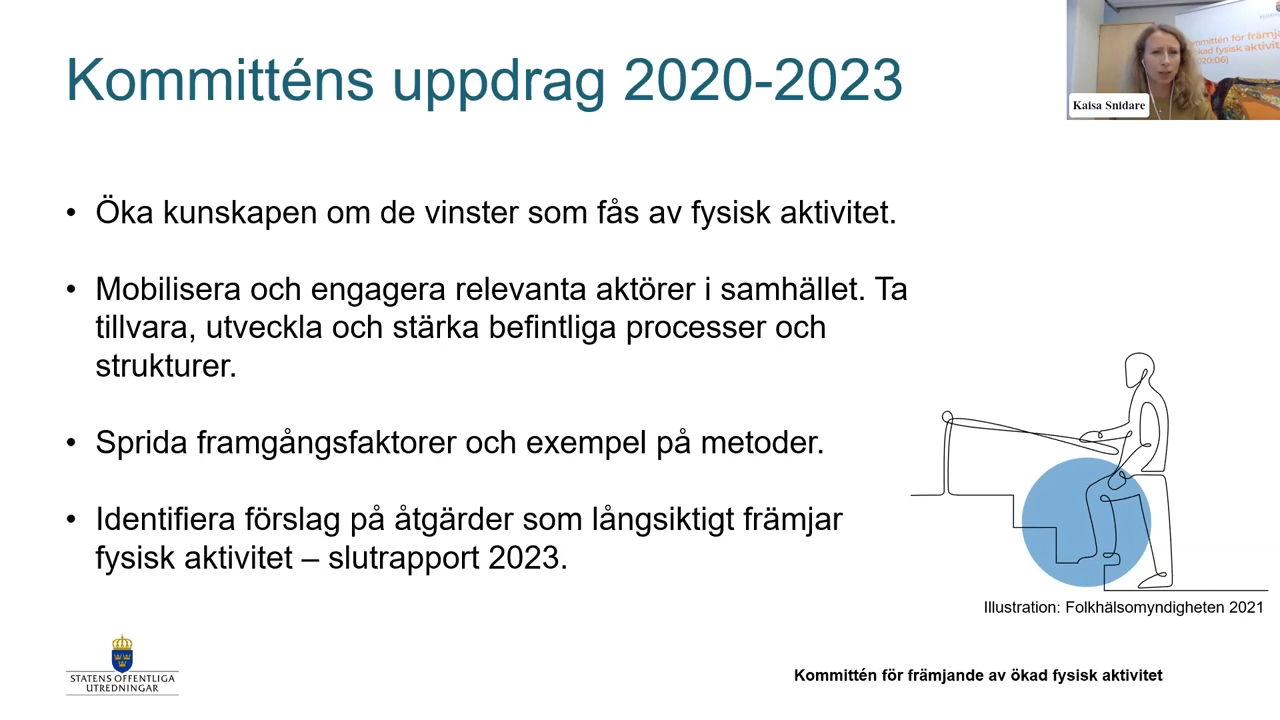 Kommitténs uppdrag 2020-2023
Kaisa Snidare
• Öka kunskapen om de vinster som fås av fysisk aktivitet.
• Mobilisera och engagera relevanta aktörer i samhället. Ta
tillvara, utveckla och stärka befintliga processer och
strukturer.
• Sprida framgångsfaktorer och exempel på metoder.
• Identifiera förslag på åtgärder som långsiktigt främjar
fysisk aktivitet – slutrapport 2023.
Illustration: Folkhälsomyndigheten 2021
STATENS OFFENTLIGA
UTREDNINGAR
Kommittén för främjande av ökad fysisk aktivitet